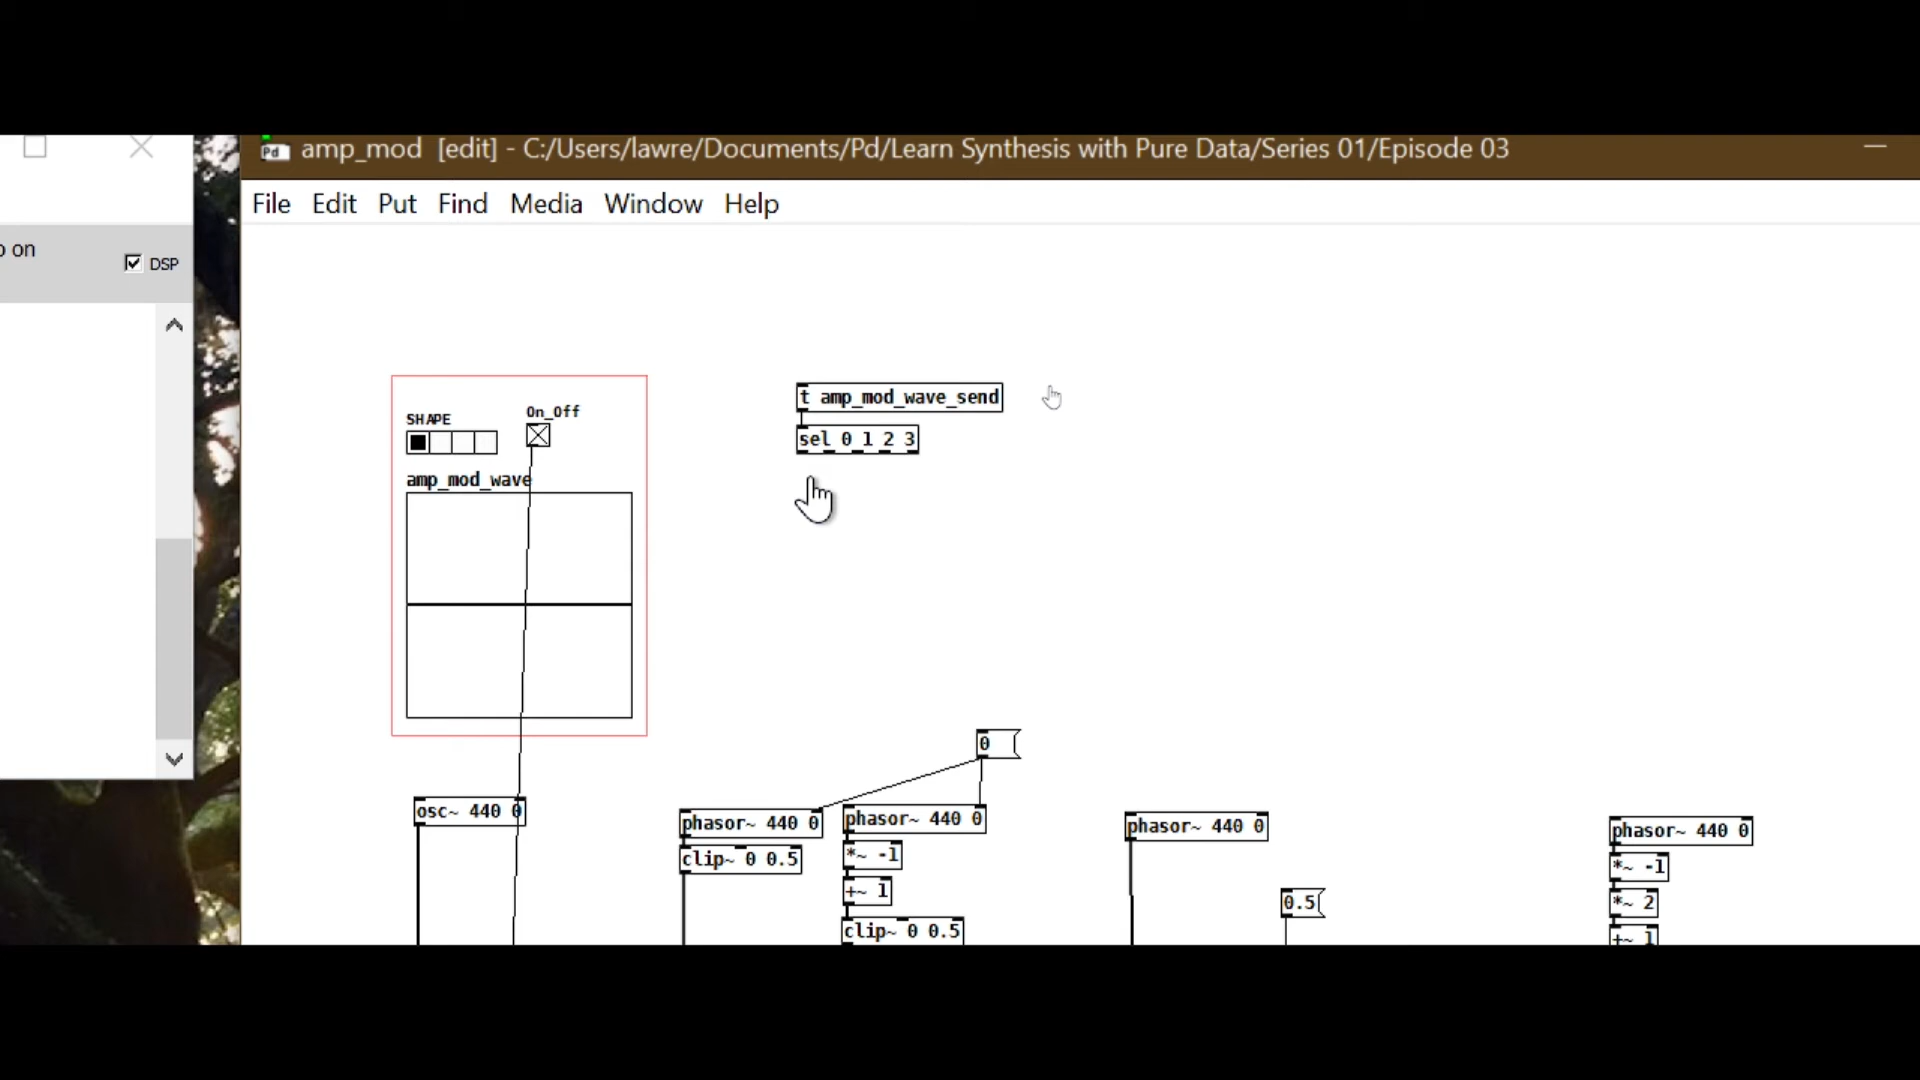 amp_mod [edit] - C:/Users/lawre/Documents/Pd/Learn Synthesis with Pure Data/Series 01/Episode 03
File Edit Put Find Media Window Help
on
DSP
SHAPE
On_Off
amp_mod_wave
t amp_mod_wave_send
sel 0 1 2 3
0
osc~ 440 0
phasor~ 440 0
clip~ 0 0.5
phasor~ 440 0
*~ -1
+~ 1
clip~ 0 0.5
phasor~ 440 0
0.5
phasor~ 440 0
*~ -1
*~ 2
+~ 1
Pd